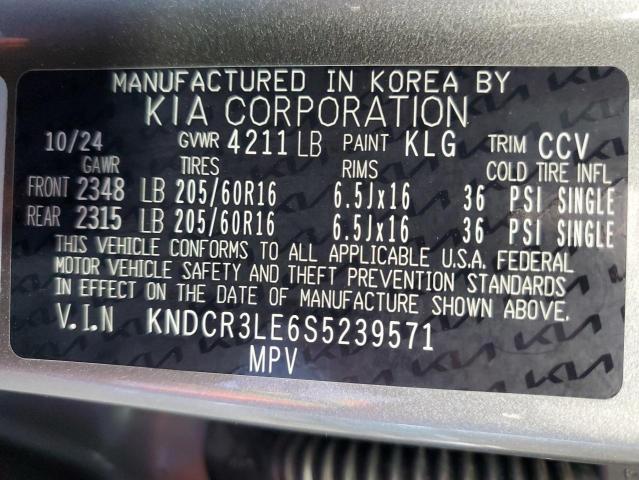 MANUFACTURED IN KOREA BY
KIA CORPORATION
10/24 GVWR 4211 LB PAINT KLG TRIM CCV
GAWR TIRES RIMS COLD TIRE INFL
FRONT 2348 LB 205/60R16 6.5Jx16 36 PSI SINGLE
REAR 2315 LB 205/60R16 6.5Jx16 36 PSI SINGLE
THIS VEHICLE CONFORMS TO ALL APPLICABLE U.S.A. FEDERAL
MOTOR VEHICLE SAFETY AND THEFT PREVENTION STANDARDS
IN EFFECT ON THE DATE OF MANUFACTURE SHOWN ABOVE.
V.I.N KNDCR3LE6S5239571
MPV